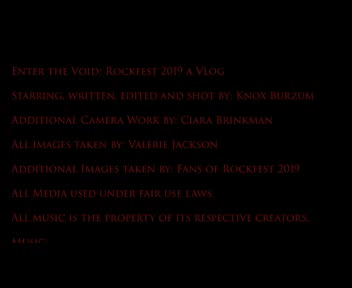 Enter the Void: Rockfest 2019 a Vlog
Starring, written, edited and shot by: Knox Burzum
Additional Camera Work by: Ciara Brinkman
All images taken by: Valerie Jackson
Additional Images taken by: Fans of Rockfest 2019
All Media used under fair use laws.
All music is the property of its respective creators.
Music: